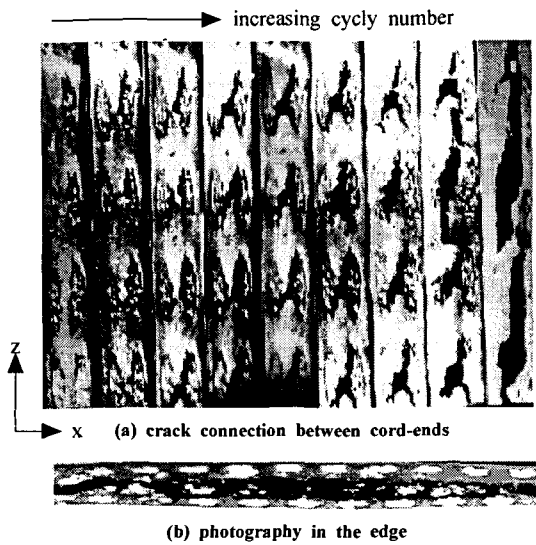 increasing cycly number
Z
X
(a) crack connection between cord-ends
(b) photography in the edge